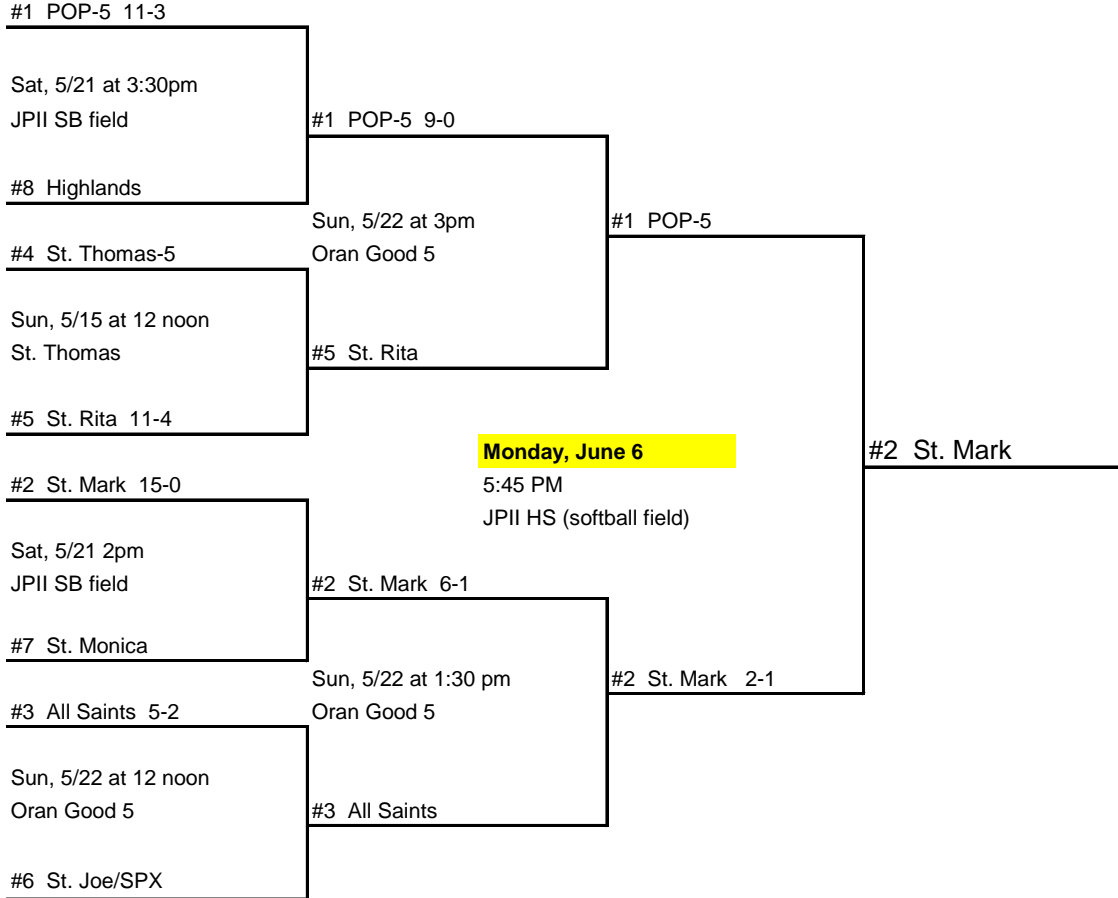 #1 POP-5 11-3
Sat, 5/21 at 3:30pm
JPII SB field
#1 POP-5 9-0
#8 Highlands
Sun, 5/22 at 3pm
#1 POP-5
#4 St. Thomas-5
Oran Good 5
Sun, 5/15 at 12 noon
St. Thomas
#5 St. Rita
#5 St. Rita 11-4
Monday, June 6
#2 St. Mark
#2 St. Mark 15-0
5:45 PM
JPII HS (softball field)
Sat, 5/21 2pm
JPII SB field
#2 St. Mark 6-1
#7 St. Monica
Sun, 5/22 at 1:30 pm
#2 St. Mark 2-1
#3 All Saints 5-2
Oran Good 5
Sun, 5/22 at 12 noon
Oran Good 5
#3 All Saints
#6 St. Joe/SPX